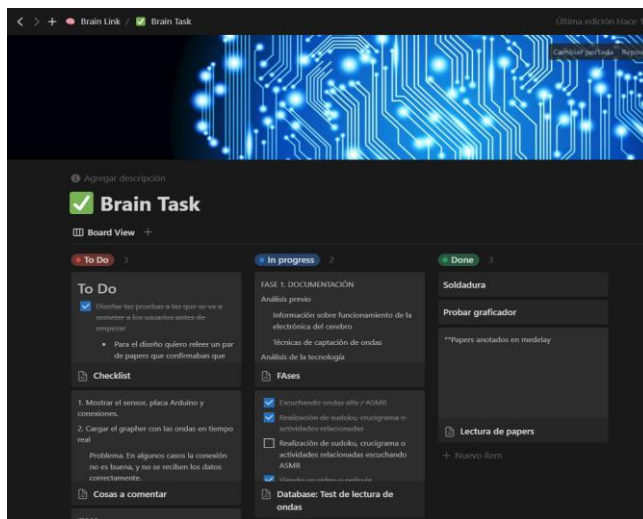 Brain Link / Brain Task
Última edición Hace 1
Cambiar portada Repos
Agregar descripción
Brain Task
Board View
To Do 3
In progress 2
Done 3
To Do
Diseñar las pruebas a las que se va a
someter a los usuarios antes de
empezar
Para el diseño quiero releer un par
de papers que confirmaban que
Checklist
1. Mostrar el sensor, placa Arduino y
conexiones.
2. Cargar el grapher con las ondas en tiempo
real
Problema. En algunos casos la conexión
no es buena, y no se reciben los datos
correctamente.
Cosas a comentar
FASE 1. DOCUMENTACIÓN
Análisis previo
Información sobre funcionamiento de la
electrónica del cerebro
Técnicas de captación de ondas
Análisis de la tecnología
FAses
Escuchando ondas alfa / ASMR
Realización de sudoku, crucigrama o
actividades relacionadas
Realización de sudoku, crucigrama o
actividades relacionadas escuchando
ASMR
Viendo un video o película
Database: Test de lectura de
ondas
Soldadura
Probar graficador
**Papers anotados en medelay
Lectura de papers
+ Nuevo ítem